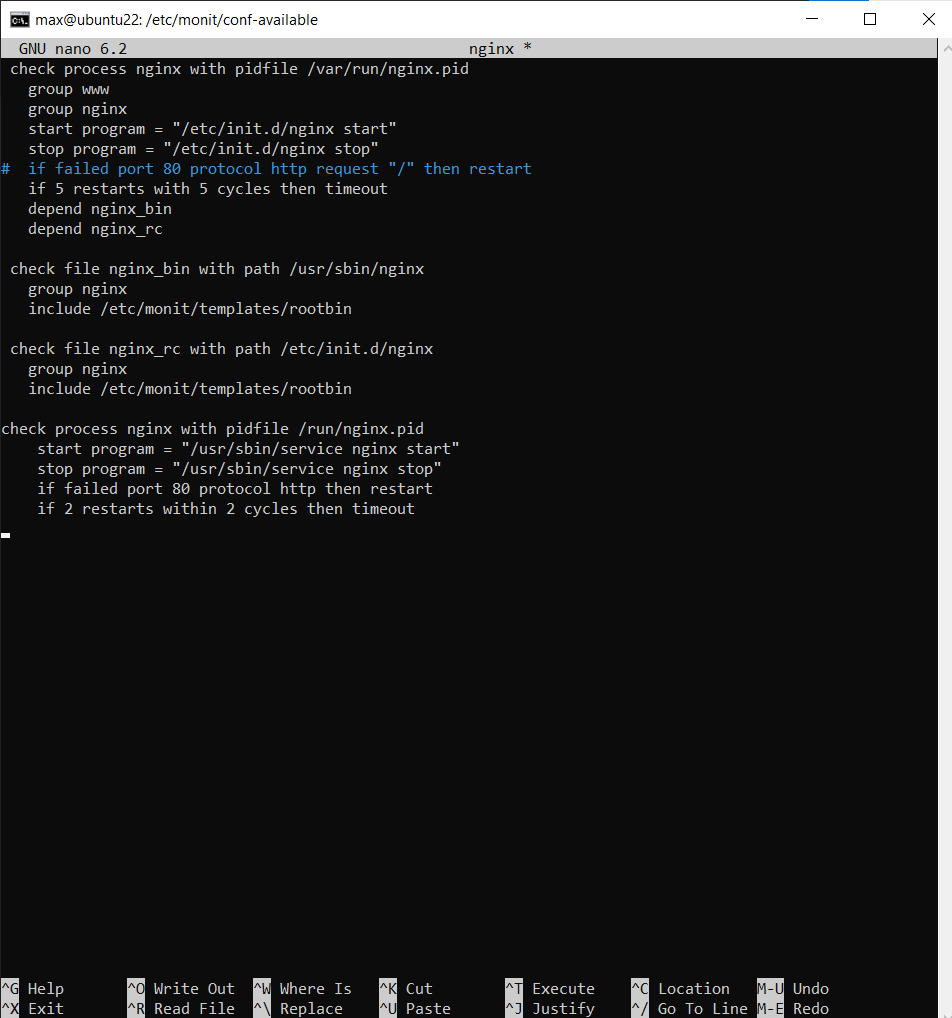 max@ubuntu22: /etc/monit/conf-available
GNU nano 6.2 nginx *
check process nginx with pidfile /var/run/nginx.pid
group www
group nginx
start program = "/etc/init.d/nginx start"
stop program = "/etc/init.d/nginx stop"
# if failed port 80 protocol http request "/" then restart
if 5 restarts with 5 cycles then timeout
depend nginx_bin
depend nginx_rc
check file nginx_bin with path /usr/sbin/nginx
group nginx
include /etc/monit/templates/rootbin
check file nginx_rc with path /etc/init.d/nginx
group nginx
include /etc/monit/templates/rootbin
check process nginx with pidfile /run/nginx.pid
start program = "/usr/sbin/service nginx start"
stop program = "/usr/sbin/service nginx stop"
if failed port 80 protocol http then restart
if 2 restarts within 2 cycles then timeout
^G Help ^O Write Out ^W Where Is ^K Cut ^T Execute ^C Location M-U Undo
^X Exit ^R Read File ^\ Replace ^U Paste ^J Justify ^/ Go To Line M-E Redo